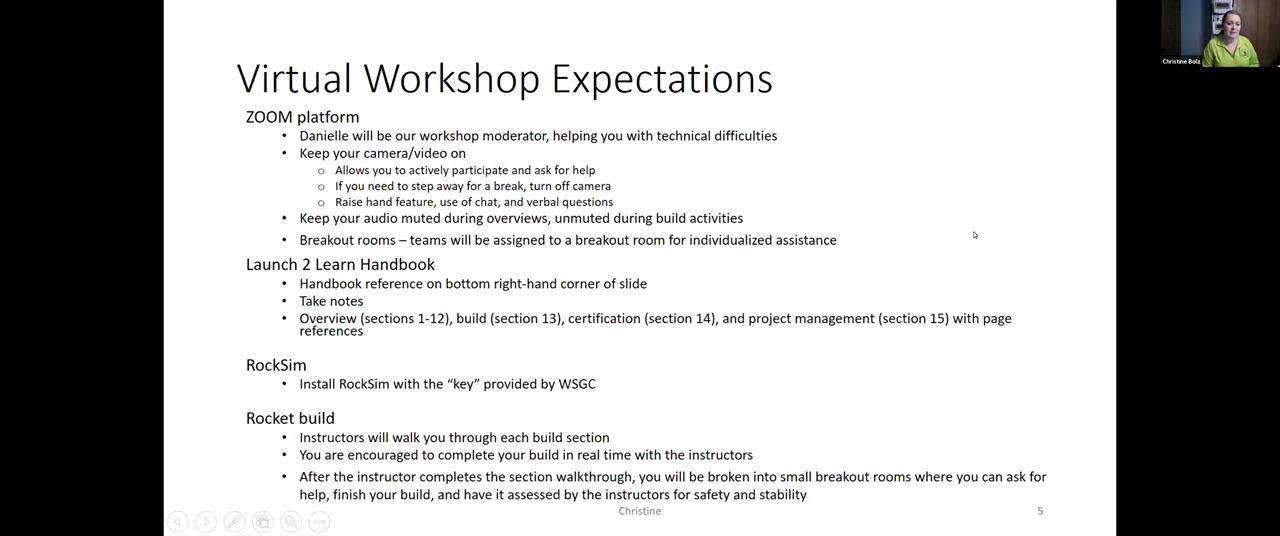 Virtual Workshop Expectations
Christine Bolz
ZOOM platform
• Danielle will be our workshop moderator, helping you with technical difficulties
• Keep your camera/video on
o Allows you to actively participate and ask for help
o If you need to step away for a break, turn off camera
o Raise hand feature, use of chat, and verbal questions
• Keep your audio muted during overviews, unmuted during build activities
• Breakout rooms – teams will be assigned to a breakout room for individualized assistance
Launch 2 Learn Handbook
• Handbook reference on bottom right-hand corner of slide
• Take notes
• Overview (sections 1-12), build (section 13), certification (section 14), and project management (section 15) with page
references
RockSim
• Install RockSim with the “key” provided by WSGC
Rocket build
• Instructors will walk you through each build section
• You are encouraged to complete your build in real time with the instructors
• After the instructor completes the section walkthrough, you will be broken into small breakout rooms where you can ask for
help, finish your build, and have it assessed by the instructors for safety and stability
Christine
5